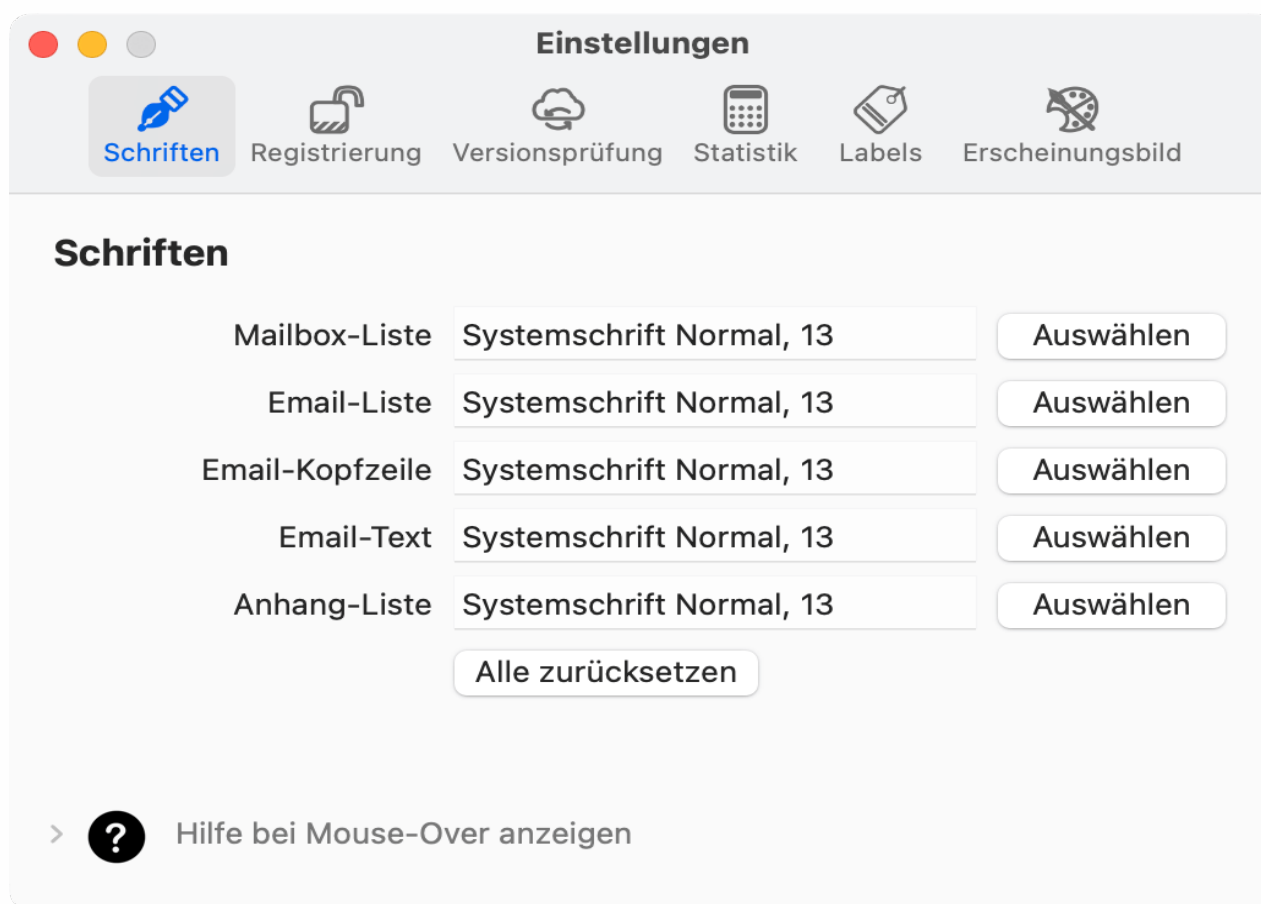 Einstellungen
Schriften Registrierung Versionsprüfung Statistik Labels Erscheinungsbild
Schriften
Mailbox-Liste Systemschrift Normal, 13 Auswählen
Email-Liste Systemschrift Normal, 13 Auswählen
Email-Kopfzeile Systemschrift Normal, 13 Auswählen
Email-Text Systemschrift Normal, 13 Auswählen
Anhang-Liste Systemschrift Normal, 13 Auswählen
Alle zurücksetzen
? Hilfe bei Mouse-Over anzeigen